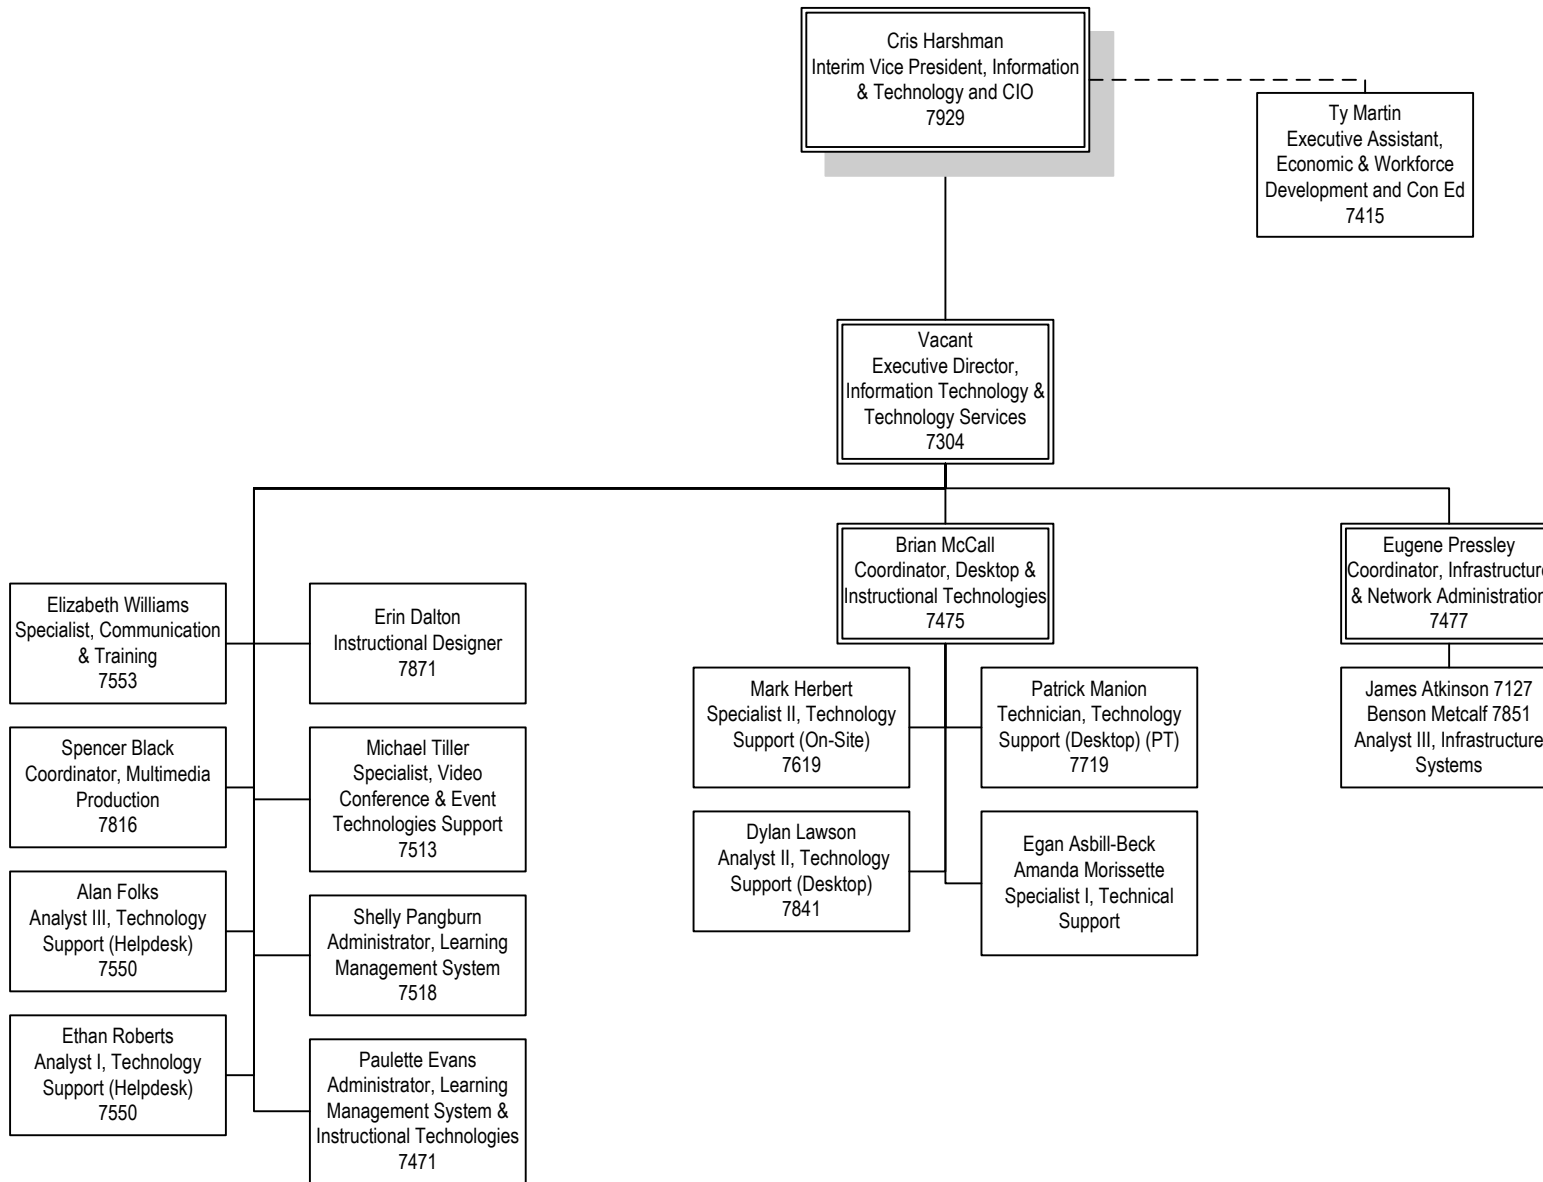 Cris Harshman
Interim Vice President, Information
& Technology and CIO
7929
Ty Martin
Executive Assistant,
Economic & Workforce
Development and Con Ed
7415
Vacant
Executive Director,
Information Technology &
Technology Services
7304
Brian McCall
Coordinator, Desktop &
Instructional Technologies
7475
Eugene Pressley
Coordinator, Infrastructure
& Network Administration
7477
Elizabeth Williams
Specialist, Communication
& Training
7553
Erin Dalton
Instructional Designer
7871
Spencer Black
Coordinator, Multimedia
Production
7816
Michael Tiller
Specialist, Video
Conference & Event
Technologies Support
7513
Alan Folks
Analyst III, Technology
Support (Helpdesk)
7550
Shelly Pangburn
Administrator, Learning
Management System
7518
Ethan Roberts
Analyst I, Technology
Support (Helpdesk)
7550
Paulette Evans
Administrator, Learning
Management System &
Instructional Technologies
7471
Mark Herbert
Specialist II, Technology
Support (On-Site)
7619
Patrick Manion
Technician, Technology
Support (Desktop) (PT)
7719
Dylan Lawson
Analyst II, Technology
Support (Desktop)
7841
Egan Asbill-Beck
Amanda Morissette
Specialist I, Technical
Support
James Atkinson 7127
Benson Metcalf 7851
Analyst III, Infrastructure
Systems